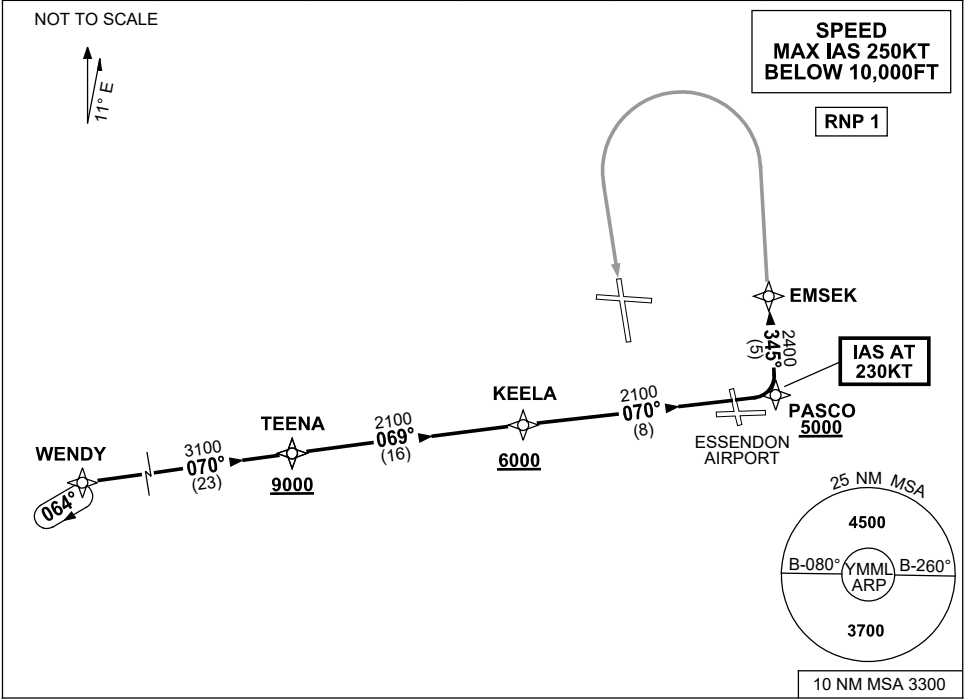 NOT TO SCALE
11° E
SPEED
MAX IAS 250KT
BELOW 10,000FT
RNP 1
EMSEK
2400
345°
(5)
IAS AT
230KT
KEELA
2100
070°
(8)
PASCO
5000
TEENA
2100
069°
(16)
6000
ESSENDON
AIRPORT
WENDY
3100
070°
(23)
9000
064°
25 NM MSA
4500
B-080°
YMML
ARP
B-260°
3700
10 NM MSA 3300